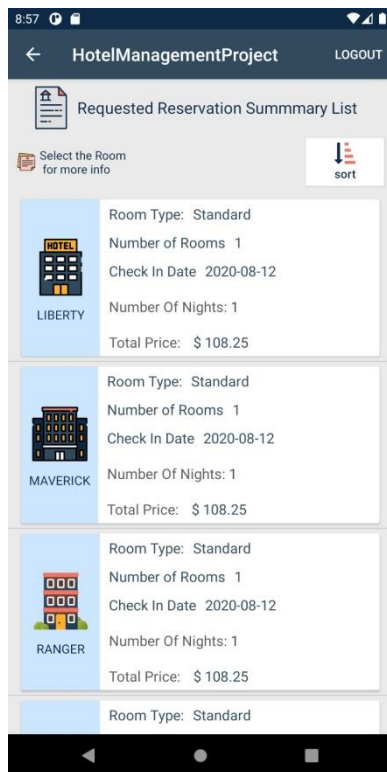 8:57
HotelManagementProject
LOGOUT
Requested Reservation Summmary List
Select the Room
for more info
sort
HOTEL
LIBERTY
Room Type: Standard
Number of Rooms 1
Check In Date 2020-08-12
Number Of Nights: 1
Total Price: $ 108.25
MAVERICK
Room Type: Standard
Number of Rooms 1
Check In Date 2020-08-12
Number Of Nights: 1
Total Price: $ 108.25
RANGER
Room Type: Standard
Number of Rooms 1
Check In Date 2020-08-12
Number Of Nights: 1
Total Price: $ 108.25
Room Type: Standard